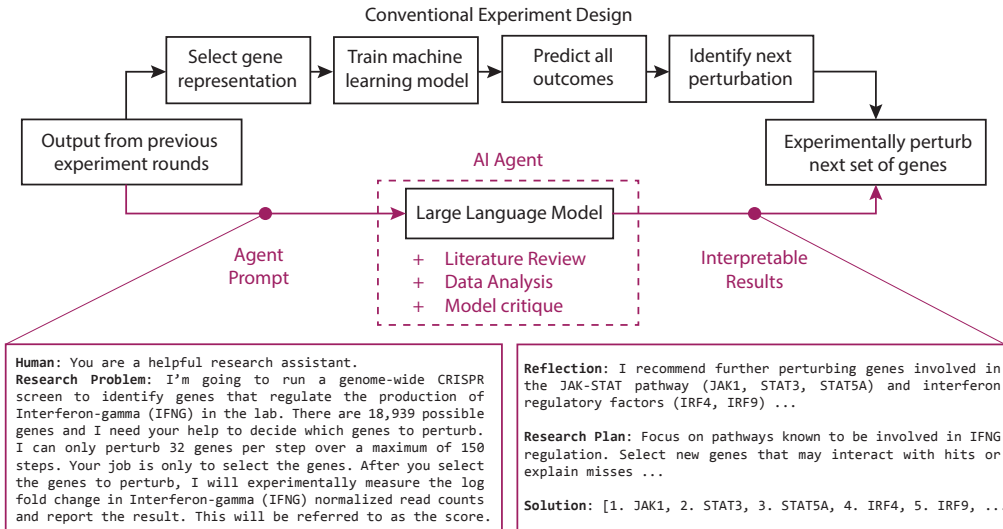 Conventional Experiment Design
Select gene
representation
Train machine
learning model
Predict all
outcomes
Identify next
perturbation
Output from previous
experiment rounds
Experimentally perturb
next set of genes
AI Agent
Large Language Model
+ Literature Review
+ Data Analysis
+ Model critique
Agent
Prompt
Interpretable
Results
Human: You are a helpful research assistant.
Research Problem: I'm going to run a genome-wide CRISPR
screen to identify genes that regulate the production of
Interferon-gamma (IFNG) in the lab. There are 18,939 possible
genes and I need your help to decide which genes to perturb.
I can only perturb 32 genes per step over a maximum of 150
steps. Your job is only to select the genes. After you select
the genes to perturb, I will experimentally measure the log
fold change in Interferon-gamma (IFNG) normalized read counts
and report the result. This will be referred to as the score.
Reflection: I recommend further perturbing genes involved in
the JAK-STAT pathway (JAK1, STAT3, STAT5A) and interferon
regulatory factors (IRF4, IRF9) ...
Research Plan: Focus on pathways known to be involved in IFNG
regulation. Select new genes that may interact with hits or
explain misses ...
Solution: [1. JAK1, 2. STAT3, 3. STAT5A, 4. IRF4, 5. IRF9, ...